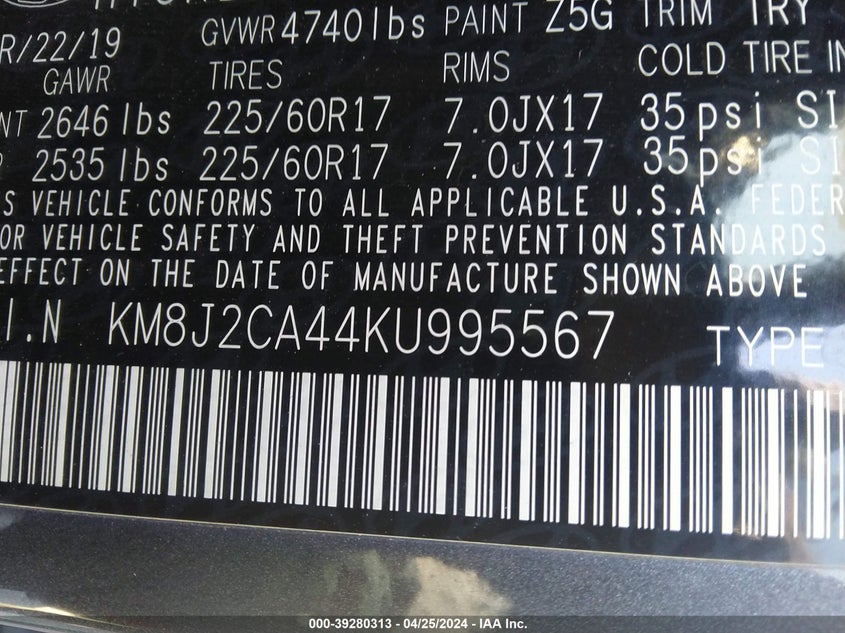 R/22/19 GVWR 4740 lbs PAINT Z5G TRIM TRY
GAWR TIRES RIMS COLD TIRE IN
NT 2646 lbs 225/60R17 7.0JX17 35psi SI
2535 lbs 225/60R17 7.0JX17 35psi SI
S VEHICLE CONFORMS TO ALL APPLICABLE U.S.A. FEDER
OR VEHICLE SAFETY AND THEFT PREVENTION STANDARDS
EFFECT ON THE DATE OF MANUFACTURE SHOWN ABOVE
I.N KM8J2CA44KU995567 TYPE
000-39280313 - 04/25/2024 - IAA Inc.